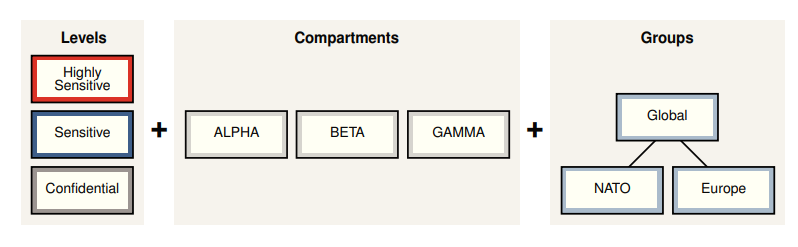 Levels
Highly
Sensitive
Sensitive
Confidential
+
Compartments
ALPHA
BETA
GAMMA
+
Groups
Global
NATO
Europe